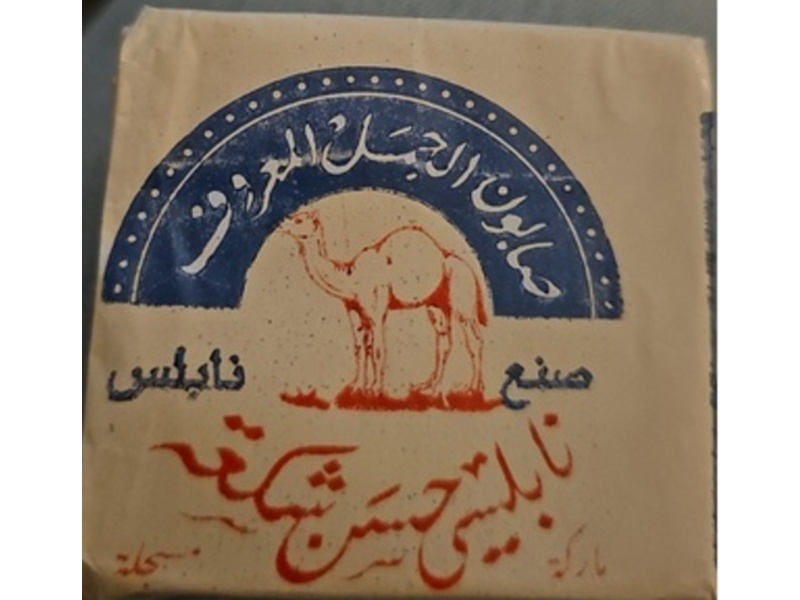 صابون الجمل المعروف
صنع نابلس
نابلسي حسن شكعة
ماركة مسجلة